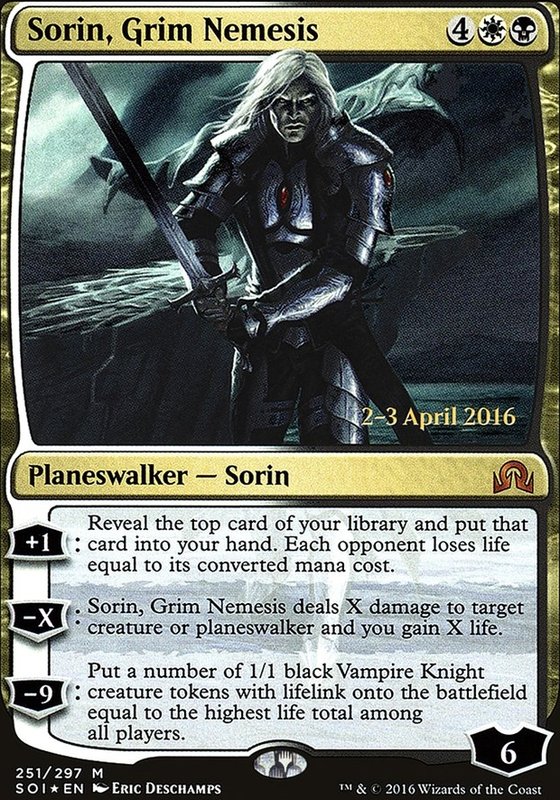 Sorin, Grim Nemesis 4
2–3 April 2016
Planeswalker — Sorin
+1 : Reveal the top card of your library and put that
card into your hand. Each opponent loses life
equal to its converted mana cost.
-X : Sorin, Grim Nemesis deals X damage to target
creature or planeswalker and you gain X life.
-9 : Put a number of 1/1 black Vampire Knight
creature tokens with lifelink onto the battlefield
equal to the highest life total among
all players.
6
251/297 M
SOI★EN Eric Deschamps
™ & © 2016 Wizards of the Coast